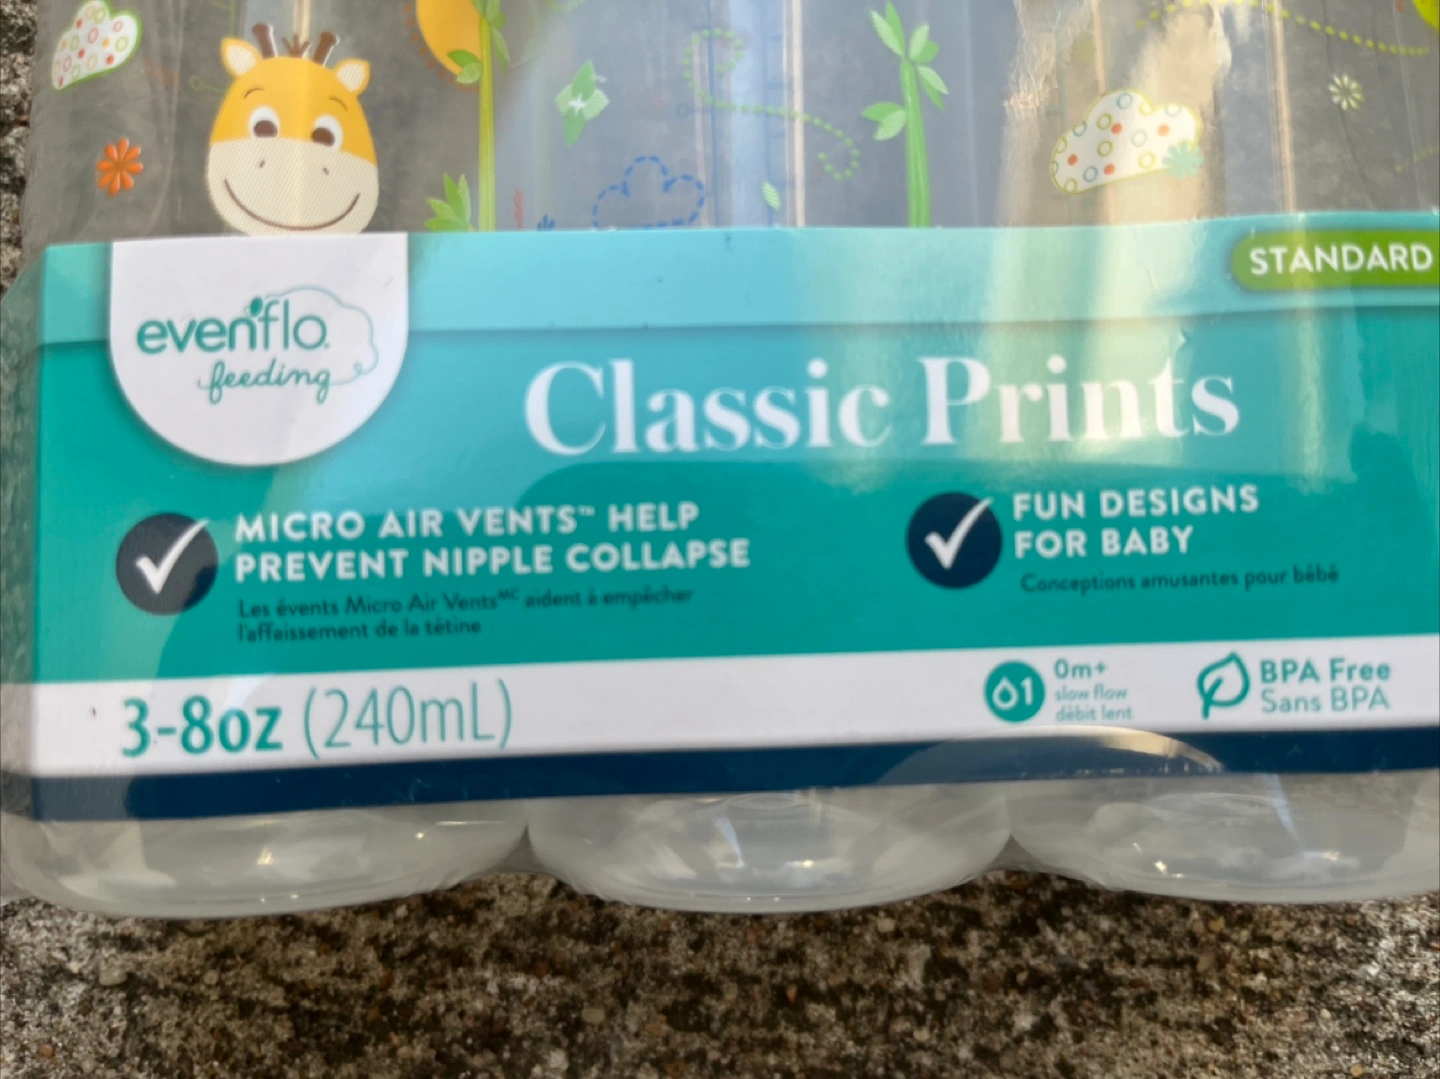 STANDARD
evenflo
feeding
Classic Prints
MICRO AIR VENTS™ HELP
PREVENT NIPPLE COLLAPSE
Les évents Micro Air Ventsᴹᶜ aident à empêcher
l'affaissement de la tétine
FUN DESIGNS
FOR BABY
Conceptions amusantes pour bébé
3-8oz (240mL)
1
0m+
slow flow
débit lent
BPA Free
Sans BPA